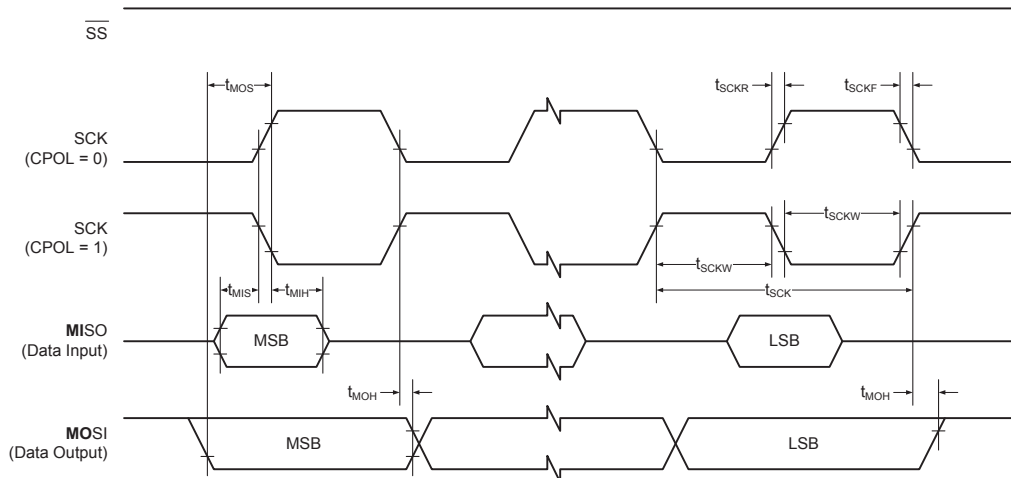 SS
tMOS
tSCKR
tSCKF
SCK
(CPOL = 0)
SCK
(CPOL = 1)
tSCKW
tSCKW
tSCK
tMIS
tMIH
MISO
(Data Input)
MSB
LSB
tMOH
tMOH
MOSI
(Data Output)
MSB
LSB